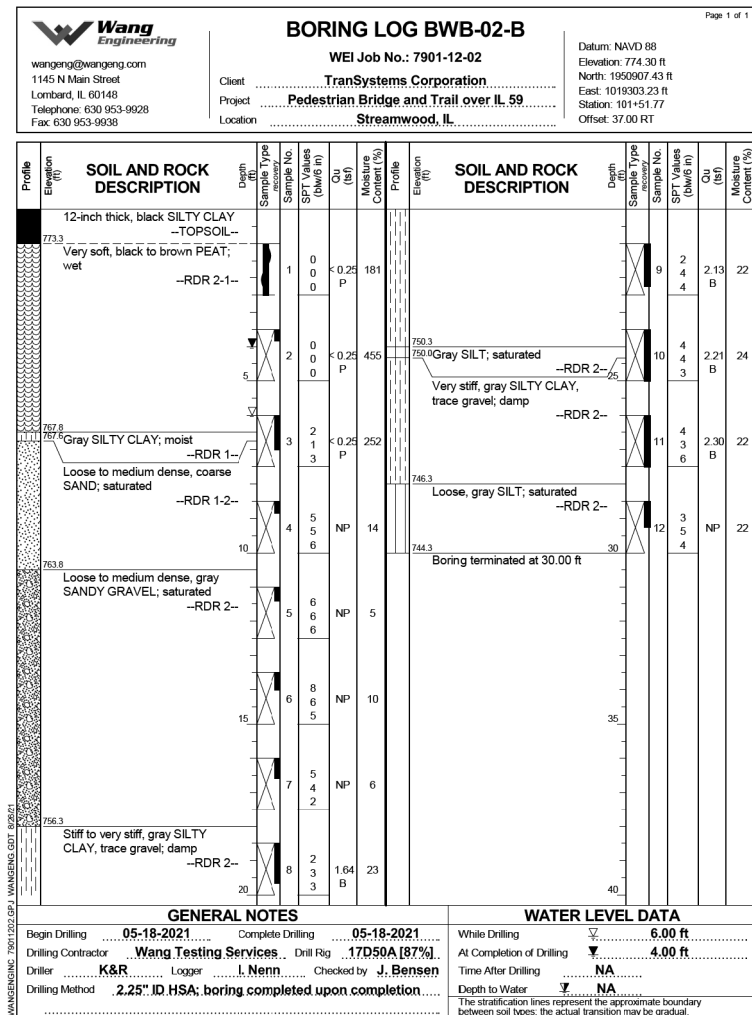 Page 1 of 1
Wang
Engineering
wangeng@wangeng.com
1145 N Main Street
Lombard, IL 60148
Telephone: 630 953-9928
Fax: 630 953-9938
BORING LOG BWB-02-B
WEI Job No.: 7901-12-02
Client TranSystems Corporation
Project Pedestrian Bridge and Trail over IL 59
Location Streamwood, IL
Datum: NAVD 88
Elevation: 774.30 ft
North: 1950907.43 ft
East: 1019303.23 ft
Station: 101+51.77
Offset: 37.00 RT
Profile
Elevation (ft)
SOIL AND ROCK DESCRIPTION
Depth (ft)
Sample Type
recovery
Sample No.
SPT Values (blw/6 in)
Qu (tsf)
Moisture Content (%)
12-inch thick, black SILTY CLAY
--TOPSOIL--
773.3
Very soft, black to brown PEAT;
wet
--RDR 2-1--
1
0
0
0
< 0.25
P
181
2
0
0
0
< 0.25
P
455
5
767.8
767.6 Gray SILTY CLAY; moist
--RDR 1--
3
2
1
3
< 0.25
P
252
Loose to medium dense, coarse
SAND; saturated
--RDR 1-2--
4
5
5
6
NP
14
10
763.8
Loose to medium dense, gray
SANDY GRAVEL; saturated
--RDR 2--
5
6
6
6
NP
5
6
8
6
5
NP
10
15
7
5
4
2
NP
6
756.3
Stiff to very stiff, gray SILTY
CLAY, trace gravel; damp
--RDR 2--
8
2
3
3
1.64
B
23
20
Profile
Elevation (ft)
SOIL AND ROCK DESCRIPTION
Depth (ft)
Sample Type
recovery
Sample No.
SPT Values (blw/6 in)
Qu (tsf)
Moisture Content (%)
9
2
4
4
2.13
B
22
750.3
750.0 Gray SILT; saturated
--RDR 2--
10
4
4
3
2.21
B
24
25
Very stiff, gray SILTY CLAY,
trace gravel; damp
--RDR 2--
11
4
3
6
2.30
B
22
746.3
Loose, gray SILT; saturated
--RDR 2--
12
3
5
4
NP
22
744.3
30
Boring terminated at 30.00 ft
35
40
GENERAL NOTES
Begin Drilling 05-18-2021 Complete Drilling 05-18-2021
Drilling Contractor Wang Testing Services Drill Rig 17D50A [87%]
Driller K&R Logger I. Nenn Checked by J. Bensen
Drilling Method 2.25" ID HSA; boring completed upon completion
WATER LEVEL DATA
While Drilling 6.00 ft
At Completion of Drilling 4.00 ft
Time After Drilling NA
Depth to Water NA
The stratification lines represent the approximate boundary
between soil types; the actual transition may be gradual.
WANGENGINC 79011202.GPJ WANGENG.GDT 8/26/21